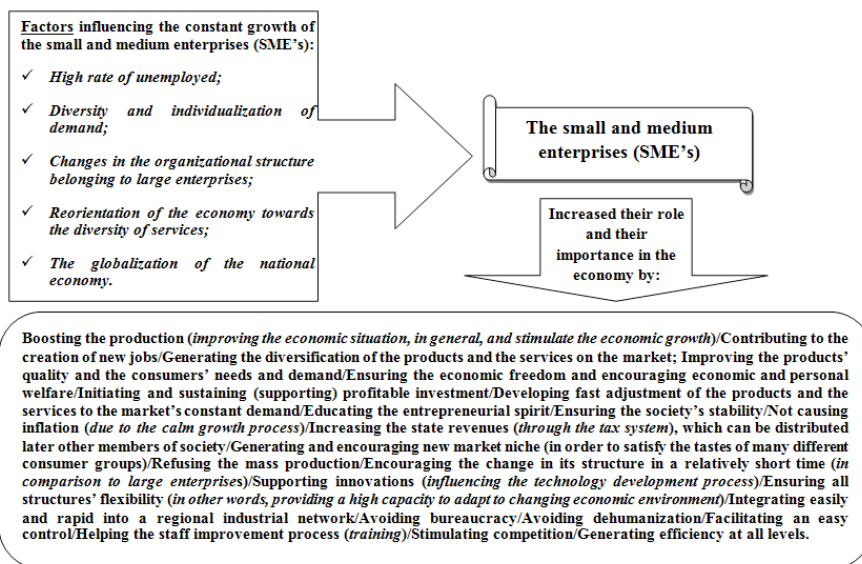 Factors influencing the constant growth of
the small and medium enterprises (SME's):
✓ High rate of unemployed;
✓ Diversity and individualization of
demand;
✓ Changes in the organizational structure
belonging to large enterprises;
✓ Reorientation of the economy towards
the diversity of services;
✓ The globalization of the national
economy.
The small and medium
enterprises (SME's)
Increased their role
and their
importance in the
economy by:
Boosting the production (improving the economic situation, in general, and stimulate the economic growth)/Contributing to the
creation of new jobs/Generating the diversification of the products and the services on the market; Improving the products'
quality and the consumers' needs and demand/Ensuring the economic freedom and encouraging economic and personal
welfare/Initiating and sustaining (supporting) profitable investment/Developing fast adjustment of the products and the
services to the market's constant demand/Educating the entrepreneurial spirit/Ensuring the society's stability/Not causing
inflation (due to the calm growth process)/Increasing the state revenues (through the tax system), which can be distributed
later other members of society/Generating and encouraging new market niche (in order to satisfy the tastes of many different
consumer groups)/Refusing the mass production/Encouraging the change in its structure in a relatively short time (in
comparison to large enterprises)/Supporting innovations (influencing the technology development process)/Ensuring all
structures' flexibility (in other words, providing a high capacity to adapt to changing economic environment)/Integrating easily
and rapid into a regional industrial network/Avoiding bureaucracy/Avoiding dehumanization/Facilitating an easy
control/Helping the staff improvement process (training)/Stimulating competition/Generating efficiency at all levels.